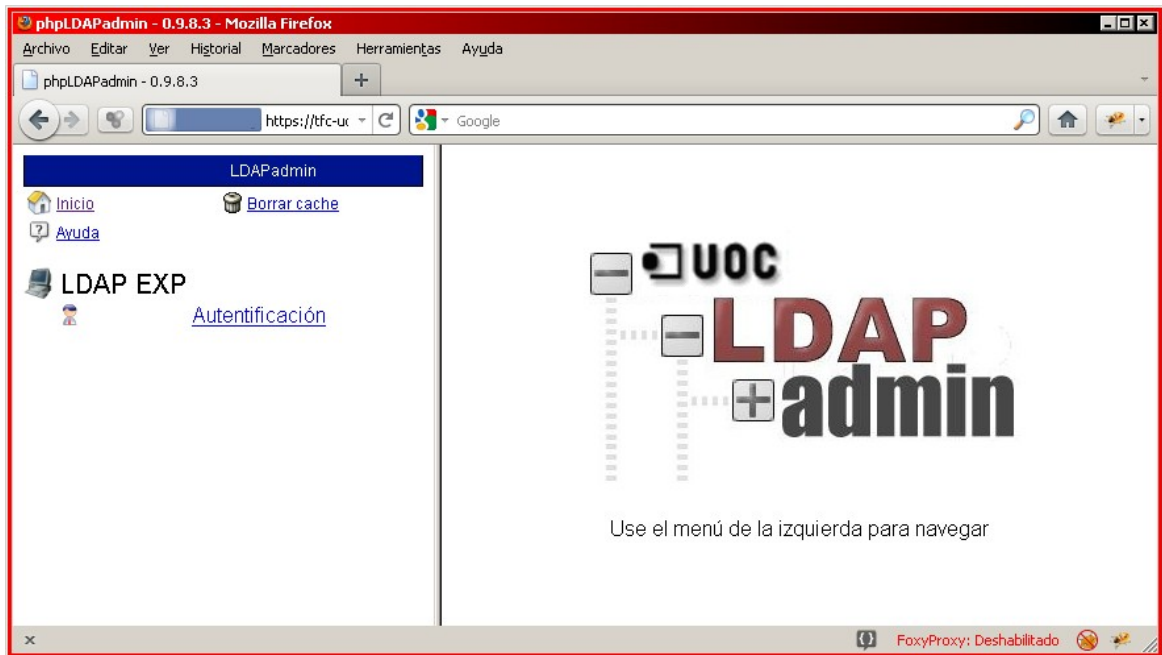 phpLDAPadmin - 0.9.8.3 - Mozilla Firefox
Archivo Editar Ver Historial Marcadores Herramientas Ayuda
phpLDAPadmin - 0.9.8.3
https://tfc-uc Google
LDAPadmin
Inicio Borrar cache
Ayuda
LDAP EXP
Autentificación
UOC
LDAP
admin
Use el menú de la izquierda para navegar
FoxyProxy: Deshabilitado